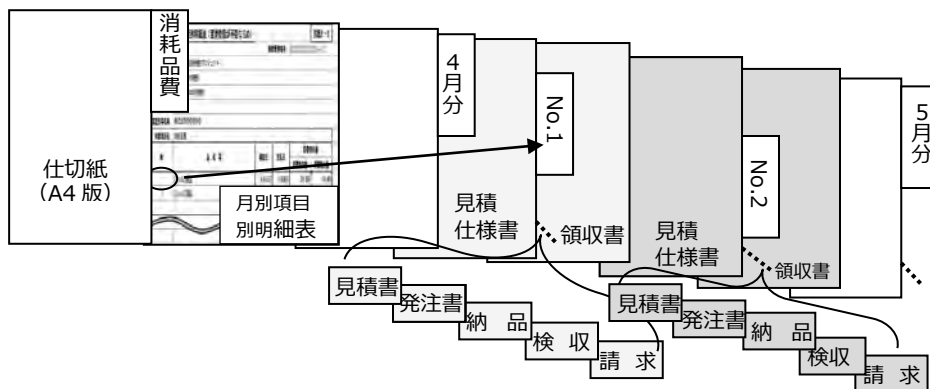 仕切紙
（A4 版）
消耗品費
月別項目
別明細表
4月分
見積
仕様書
No.1
領収書
見積
仕様書
No.2
領収書
5月分
見積書
発注書
納　品
検　収
請　求
見積書
発注書
納　品
検収
請　求